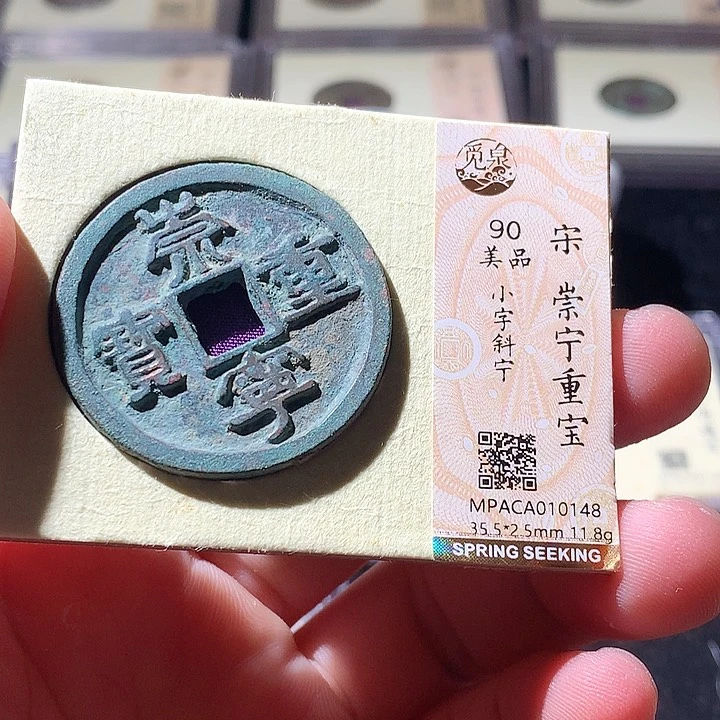 崇
重
寶
寧
觅泉
宋 崇宁重宝
90
美品
小字斜宁
MPACA010148
35.5*2.5mm 11.8g
SPRING SEEKING